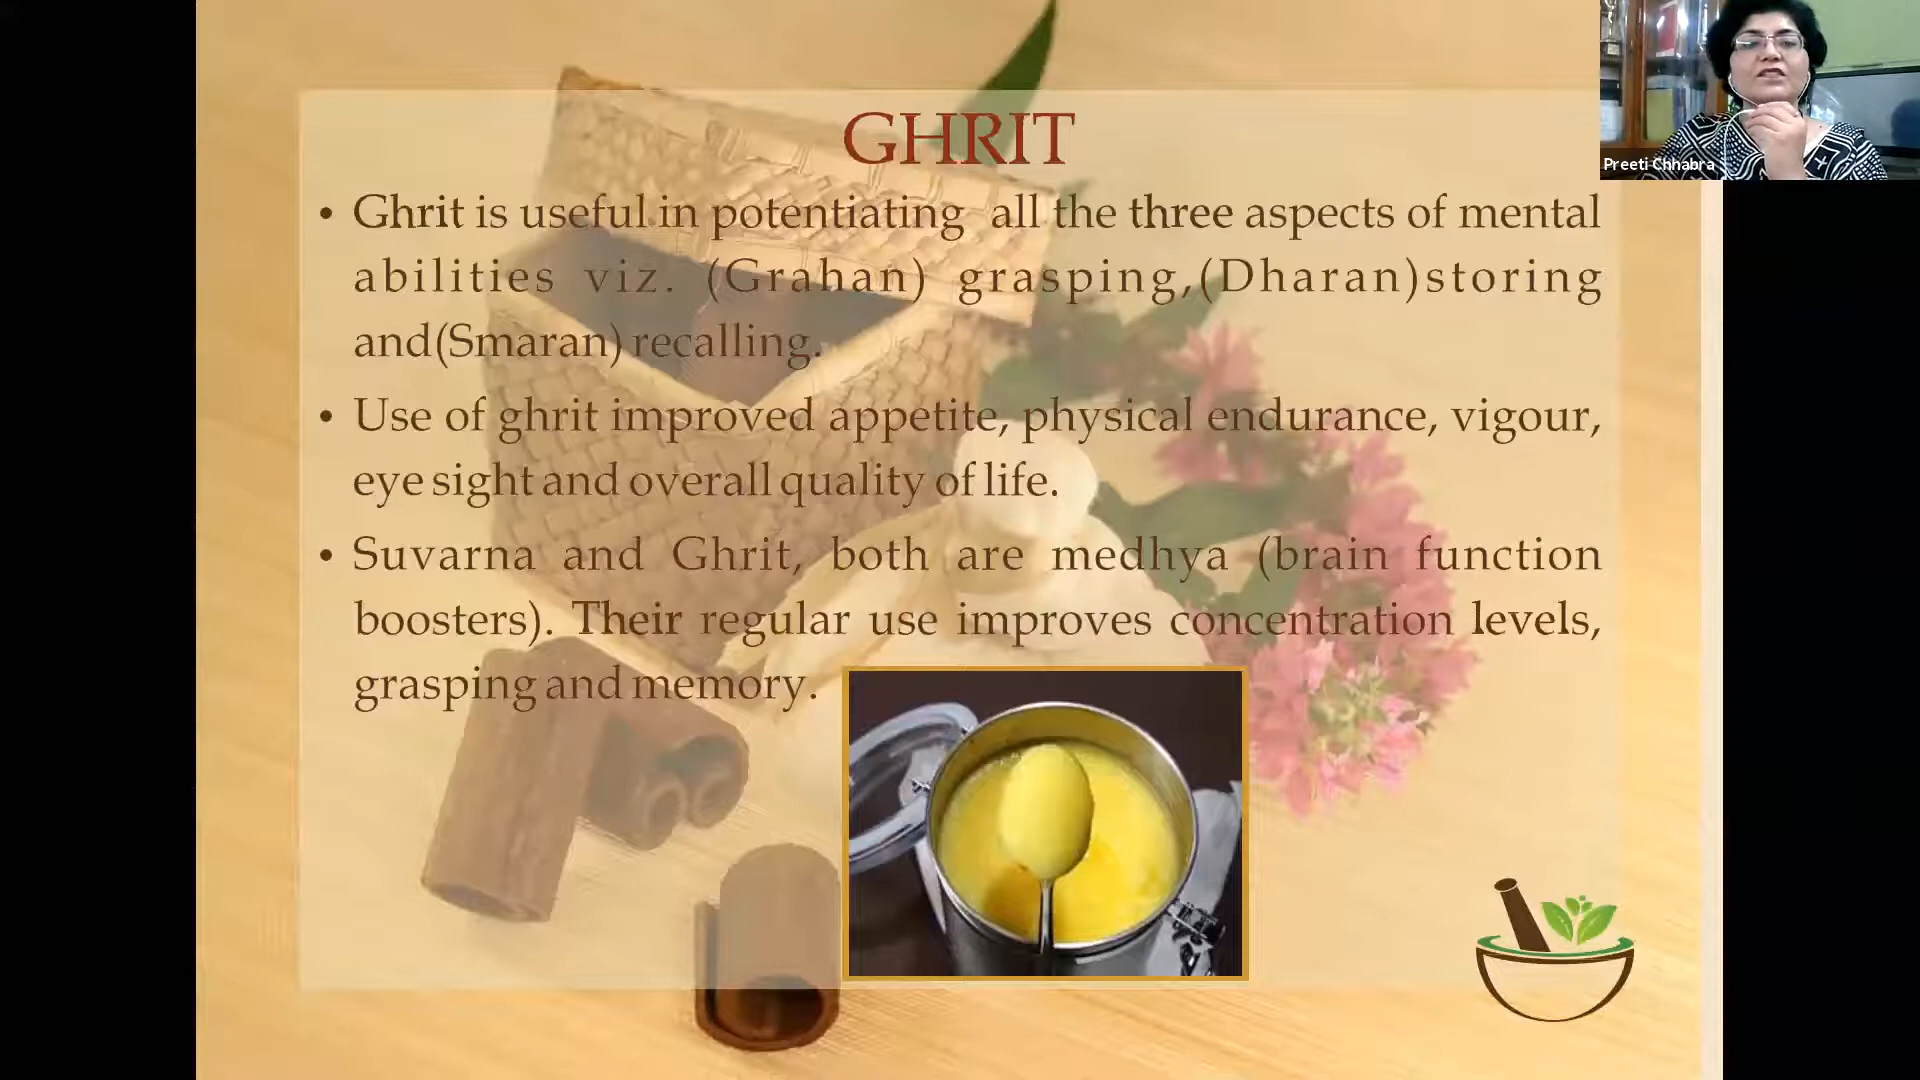 GHRIT
• Ghrit is useful in potentiating all the three aspects of mental
abilities viz. (Grahan) grasping,(Dharan)storing
and(Smaran) recalling.
• Use of ghrit improved appetite, physical endurance, vigour,
eye sight and overall quality of life.
• Suvarna and Ghrit, both are medhya (brain function
boosters). Their regular use improves concentration levels,
grasping and memory.
Preeti Chhabra